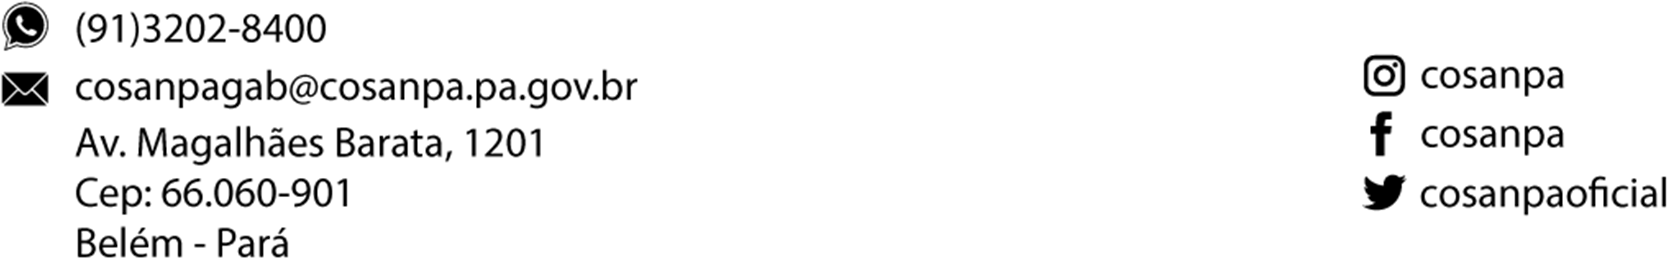 (91)3202-8400
cosanpagab@cosanpa.pa.gov.br
Av. Magalhães Barata, 1201
Cep: 66.060-901
Belém - Pará
cosanpa
cosanpa
cosanpaoficial